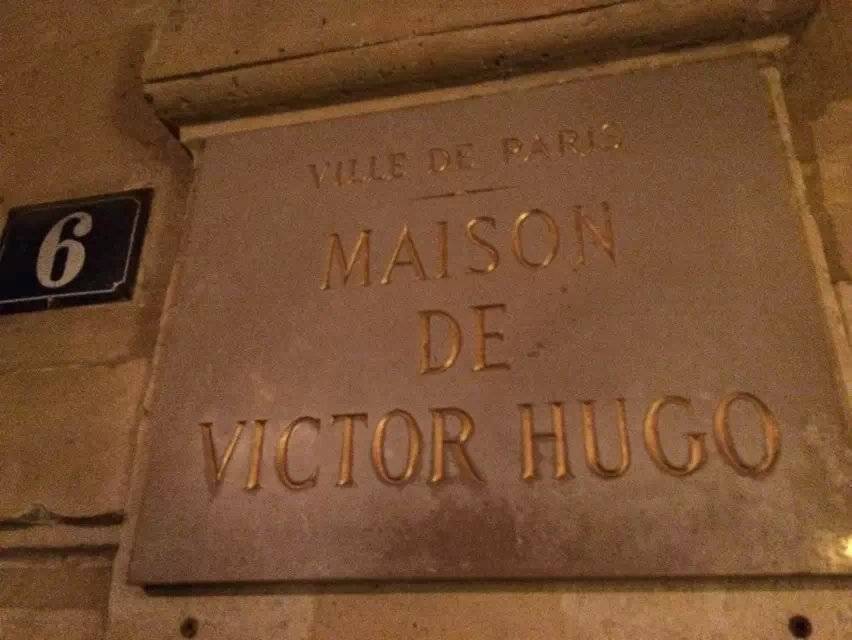 6
VILLE DE PARIS
MAISON
DE
VICTOR HUGO